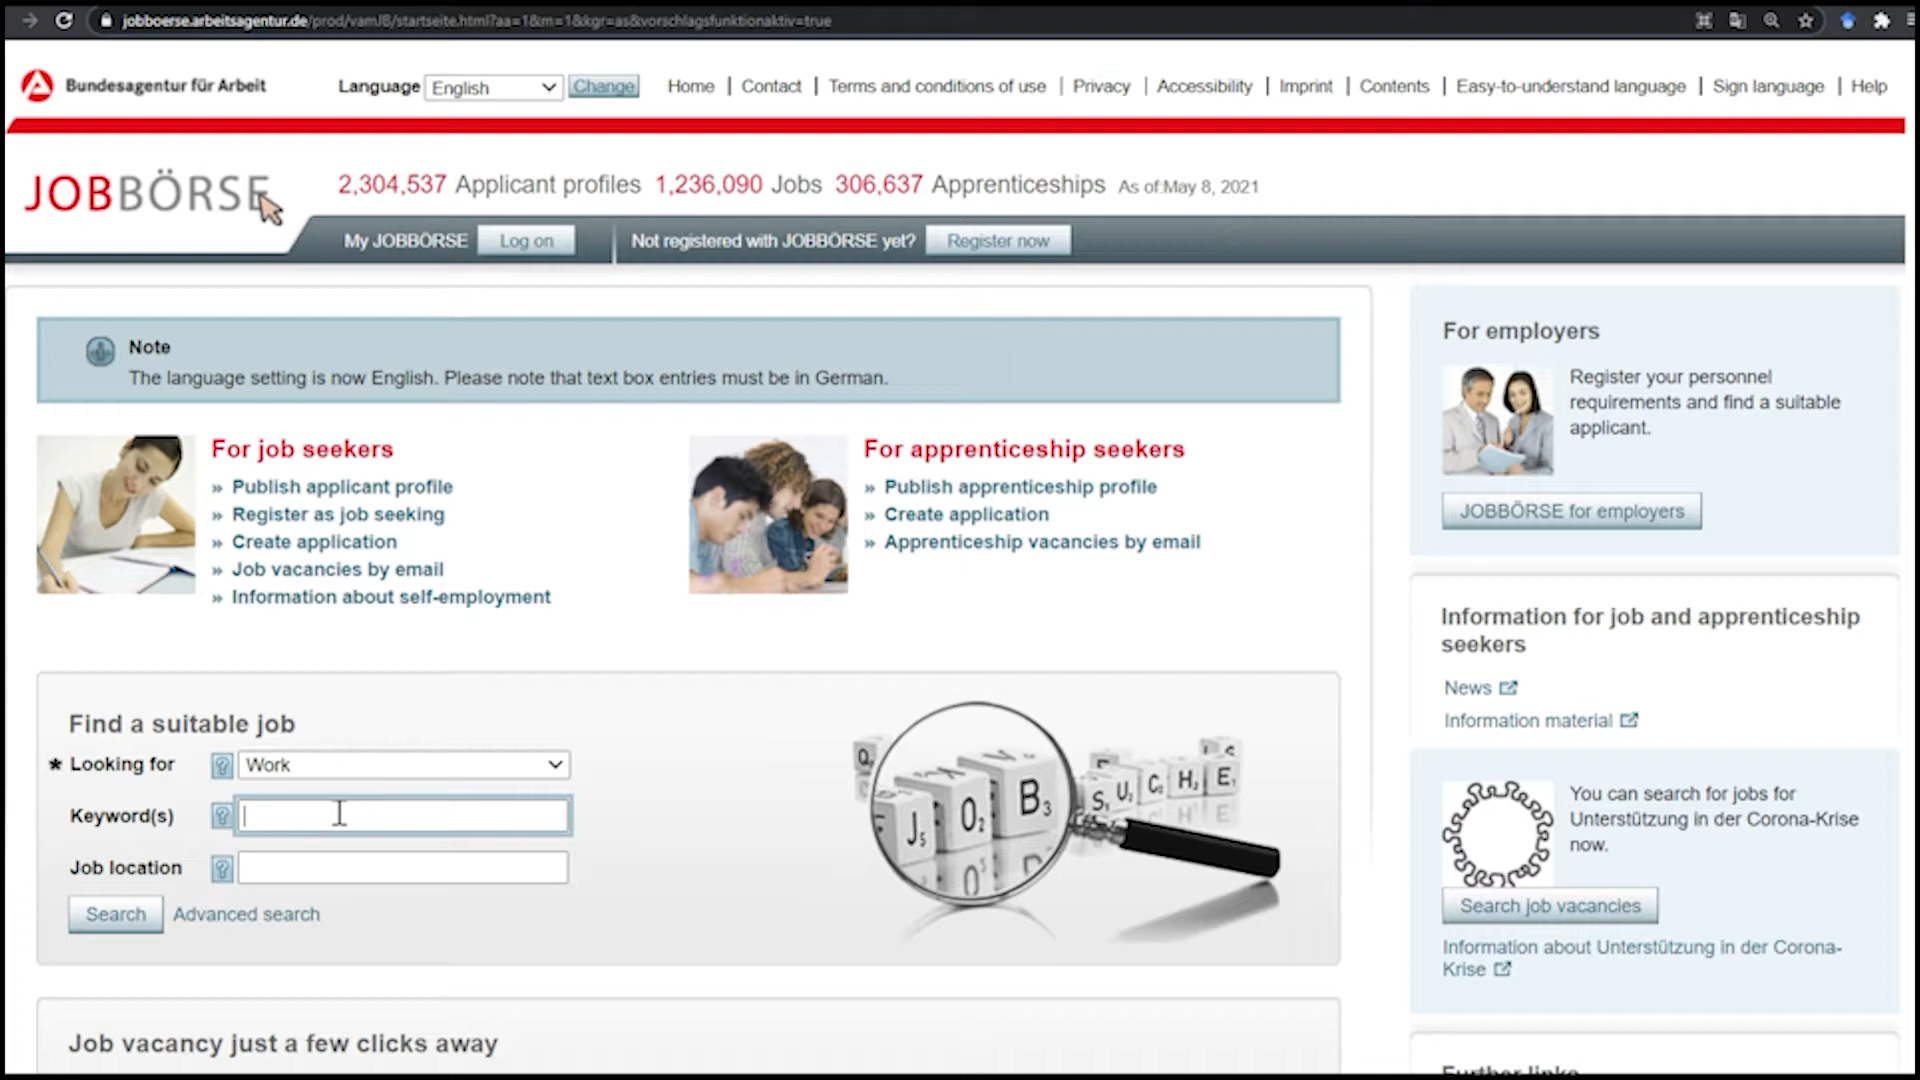 jobboerse.arbeitsagentur.de/prod/vamJB/startseite.html?aa=1&m=1&kgr=as&vorschlagsfunktionaktiv=true
Bundesagentur für Arbeit
Language English Change Home | Contact | Terms and conditions of use | Privacy | Accessibility | Imprint | Contents | Easy-to-understand language | Sign language | Help
JOBBÖRSE
2,304,537 Applicant profiles 1,236,090 Jobs 306,637 Apprenticeships As of:May 8, 2021
My JOBBÖRSE Log on Not registered with JOBBÖRSE yet? Register now
Note
The language setting is now English. Please note that text box entries must be in German.
For job seekers
» Publish applicant profile
» Register as job seeking
» Create application
» Job vacancies by email
» Information about self-employment
For apprenticeship seekers
» Publish apprenticeship profile
» Create application
» Apprenticeship vacancies by email
Find a suitable job
* Looking for ? Work
Keyword(s) ?
Job location ?
Search Advanced search
J5 O2 B3 S, U, C, H, E,
Job vacancy just a few clicks away
For employers
Register your personnel
requirements and find a suitable
applicant.
JOBBÖRSE for employers
Information for job and apprenticeship
seekers
News
Information material
You can search for jobs for
Unterstützung in der Corona-Krise
now.
Search job vacancies
Information about Unterstützung in der Corona-
Krise
Further links